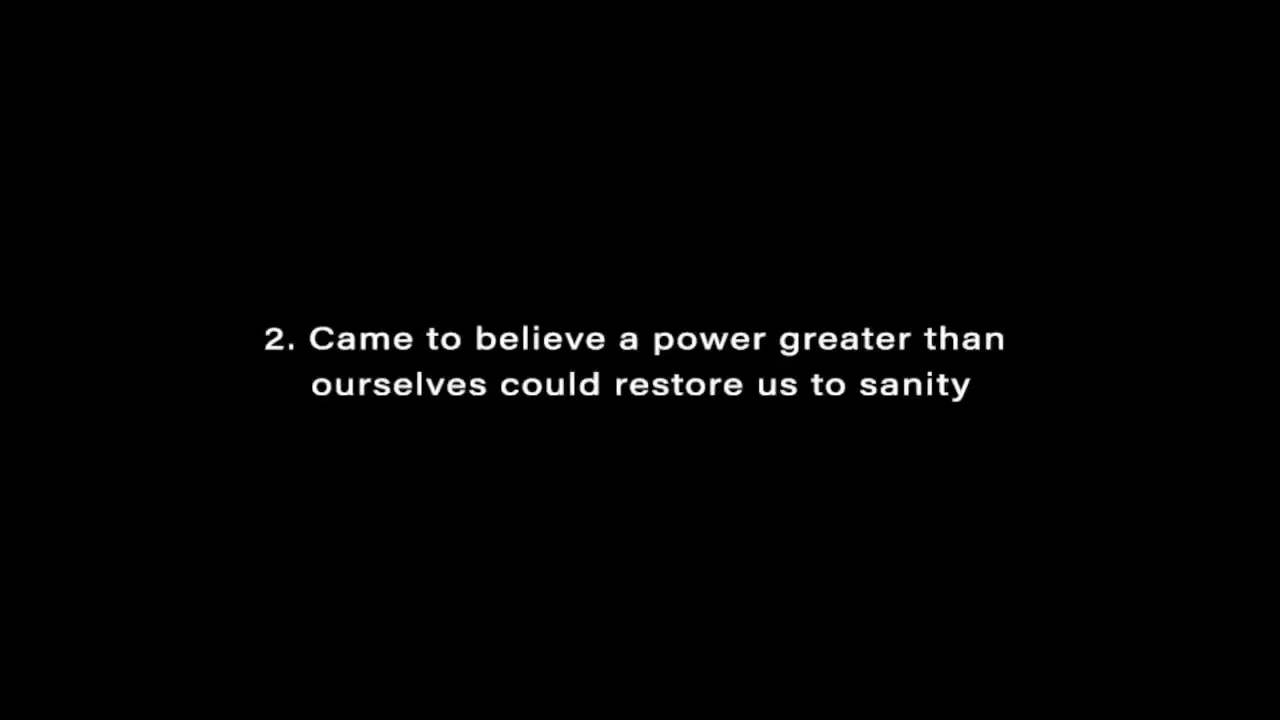 2. Came to believe a power greater than
ourselves could restore us to sanity